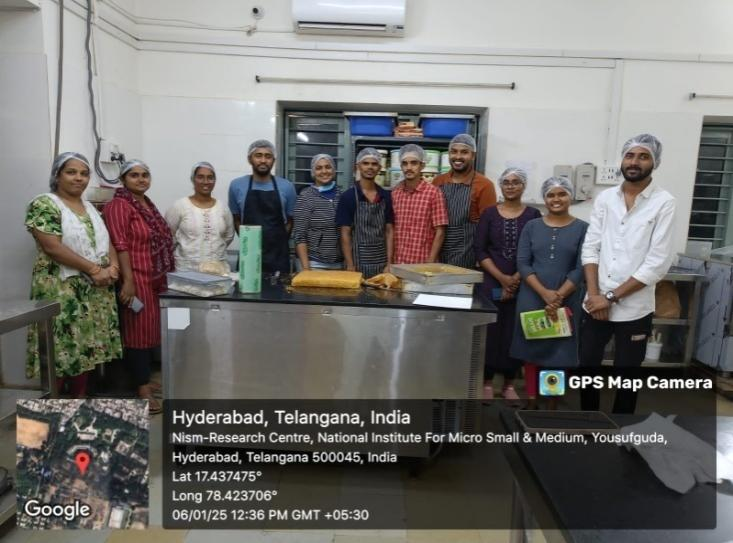 GPS Map Camera
Hyderabad, Telangana, India
Nism-Research Centre, National Institute For Micro Small & Medium, Yousufguda,
Hyderabad, Telangana 500045, India
Lat 17.437475°
Long 78.423706°
06/01/25 12:36 PM GMT +05:30
Google